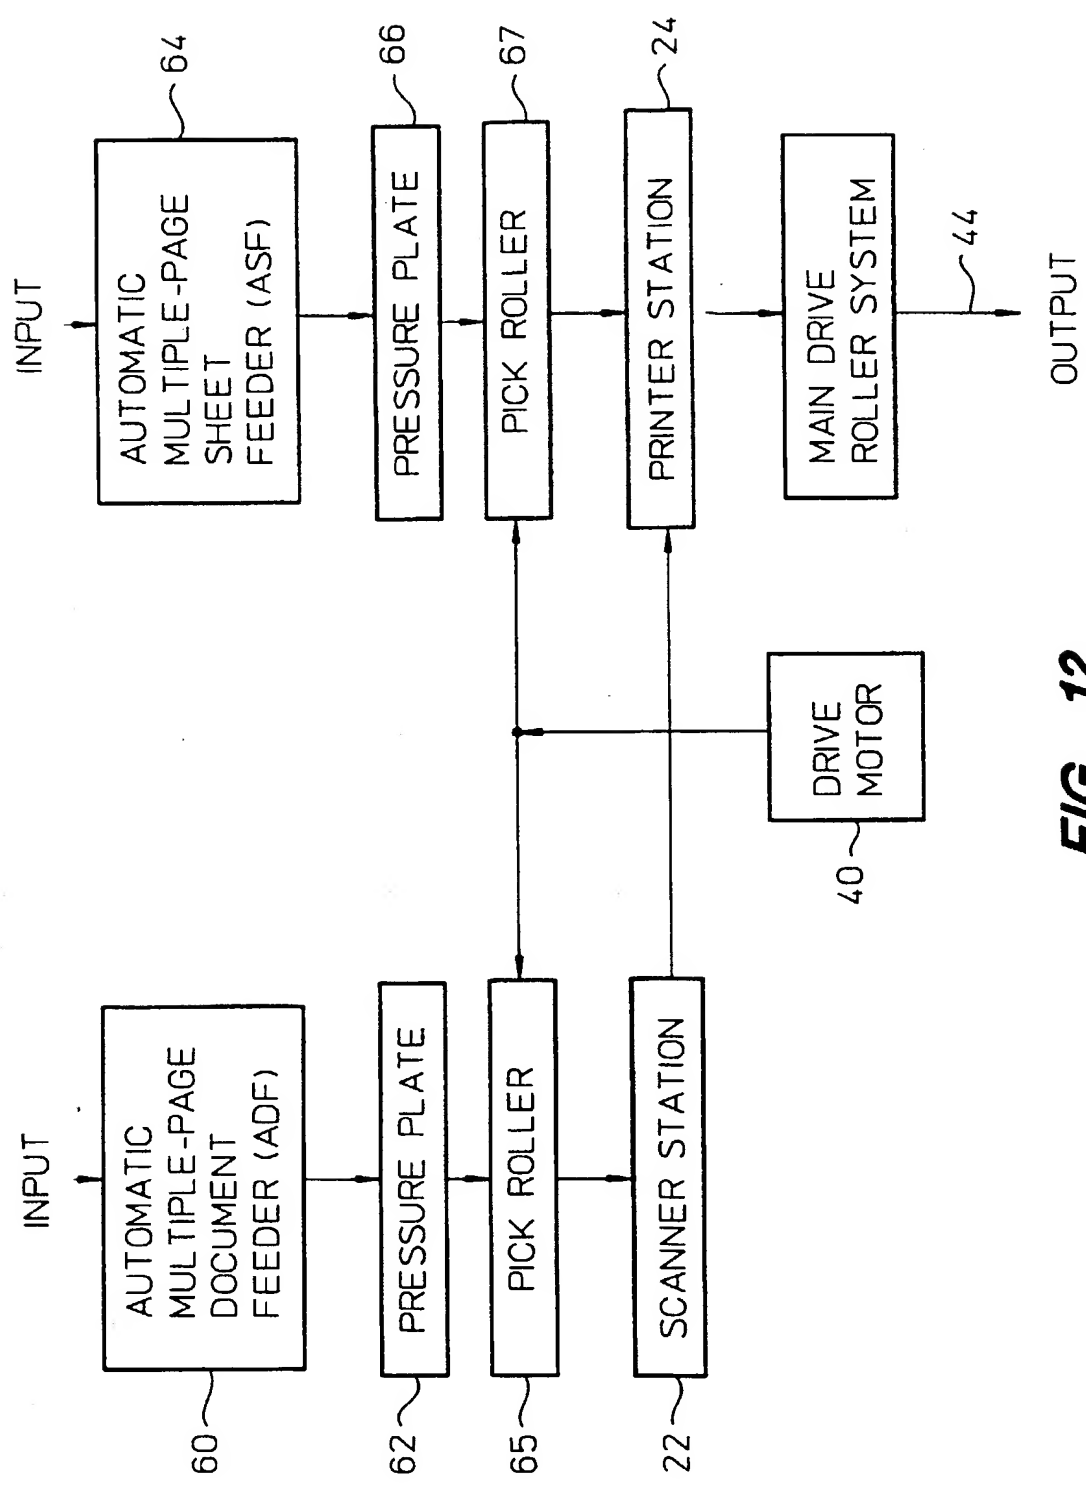 INPUT
AUTOMATIC
MULTIPLE-PAGE
DOCUMENT
FEEDER (ADF)
60
PRESSURE PLATE
62
PICK ROLLER
65
SCANNER STATION
22
DRIVE
MOTOR
40
INPUT
AUTOMATIC
MULTIPLE-PAGE
SHEET
FEEDER (ASF)
64
PRESSURE PLATE
66
PICK ROLLER
67
PRINTER STATION
24
MAIN DRIVE
ROLLER SYSTEM
44
OUTPUT
FIG. 12